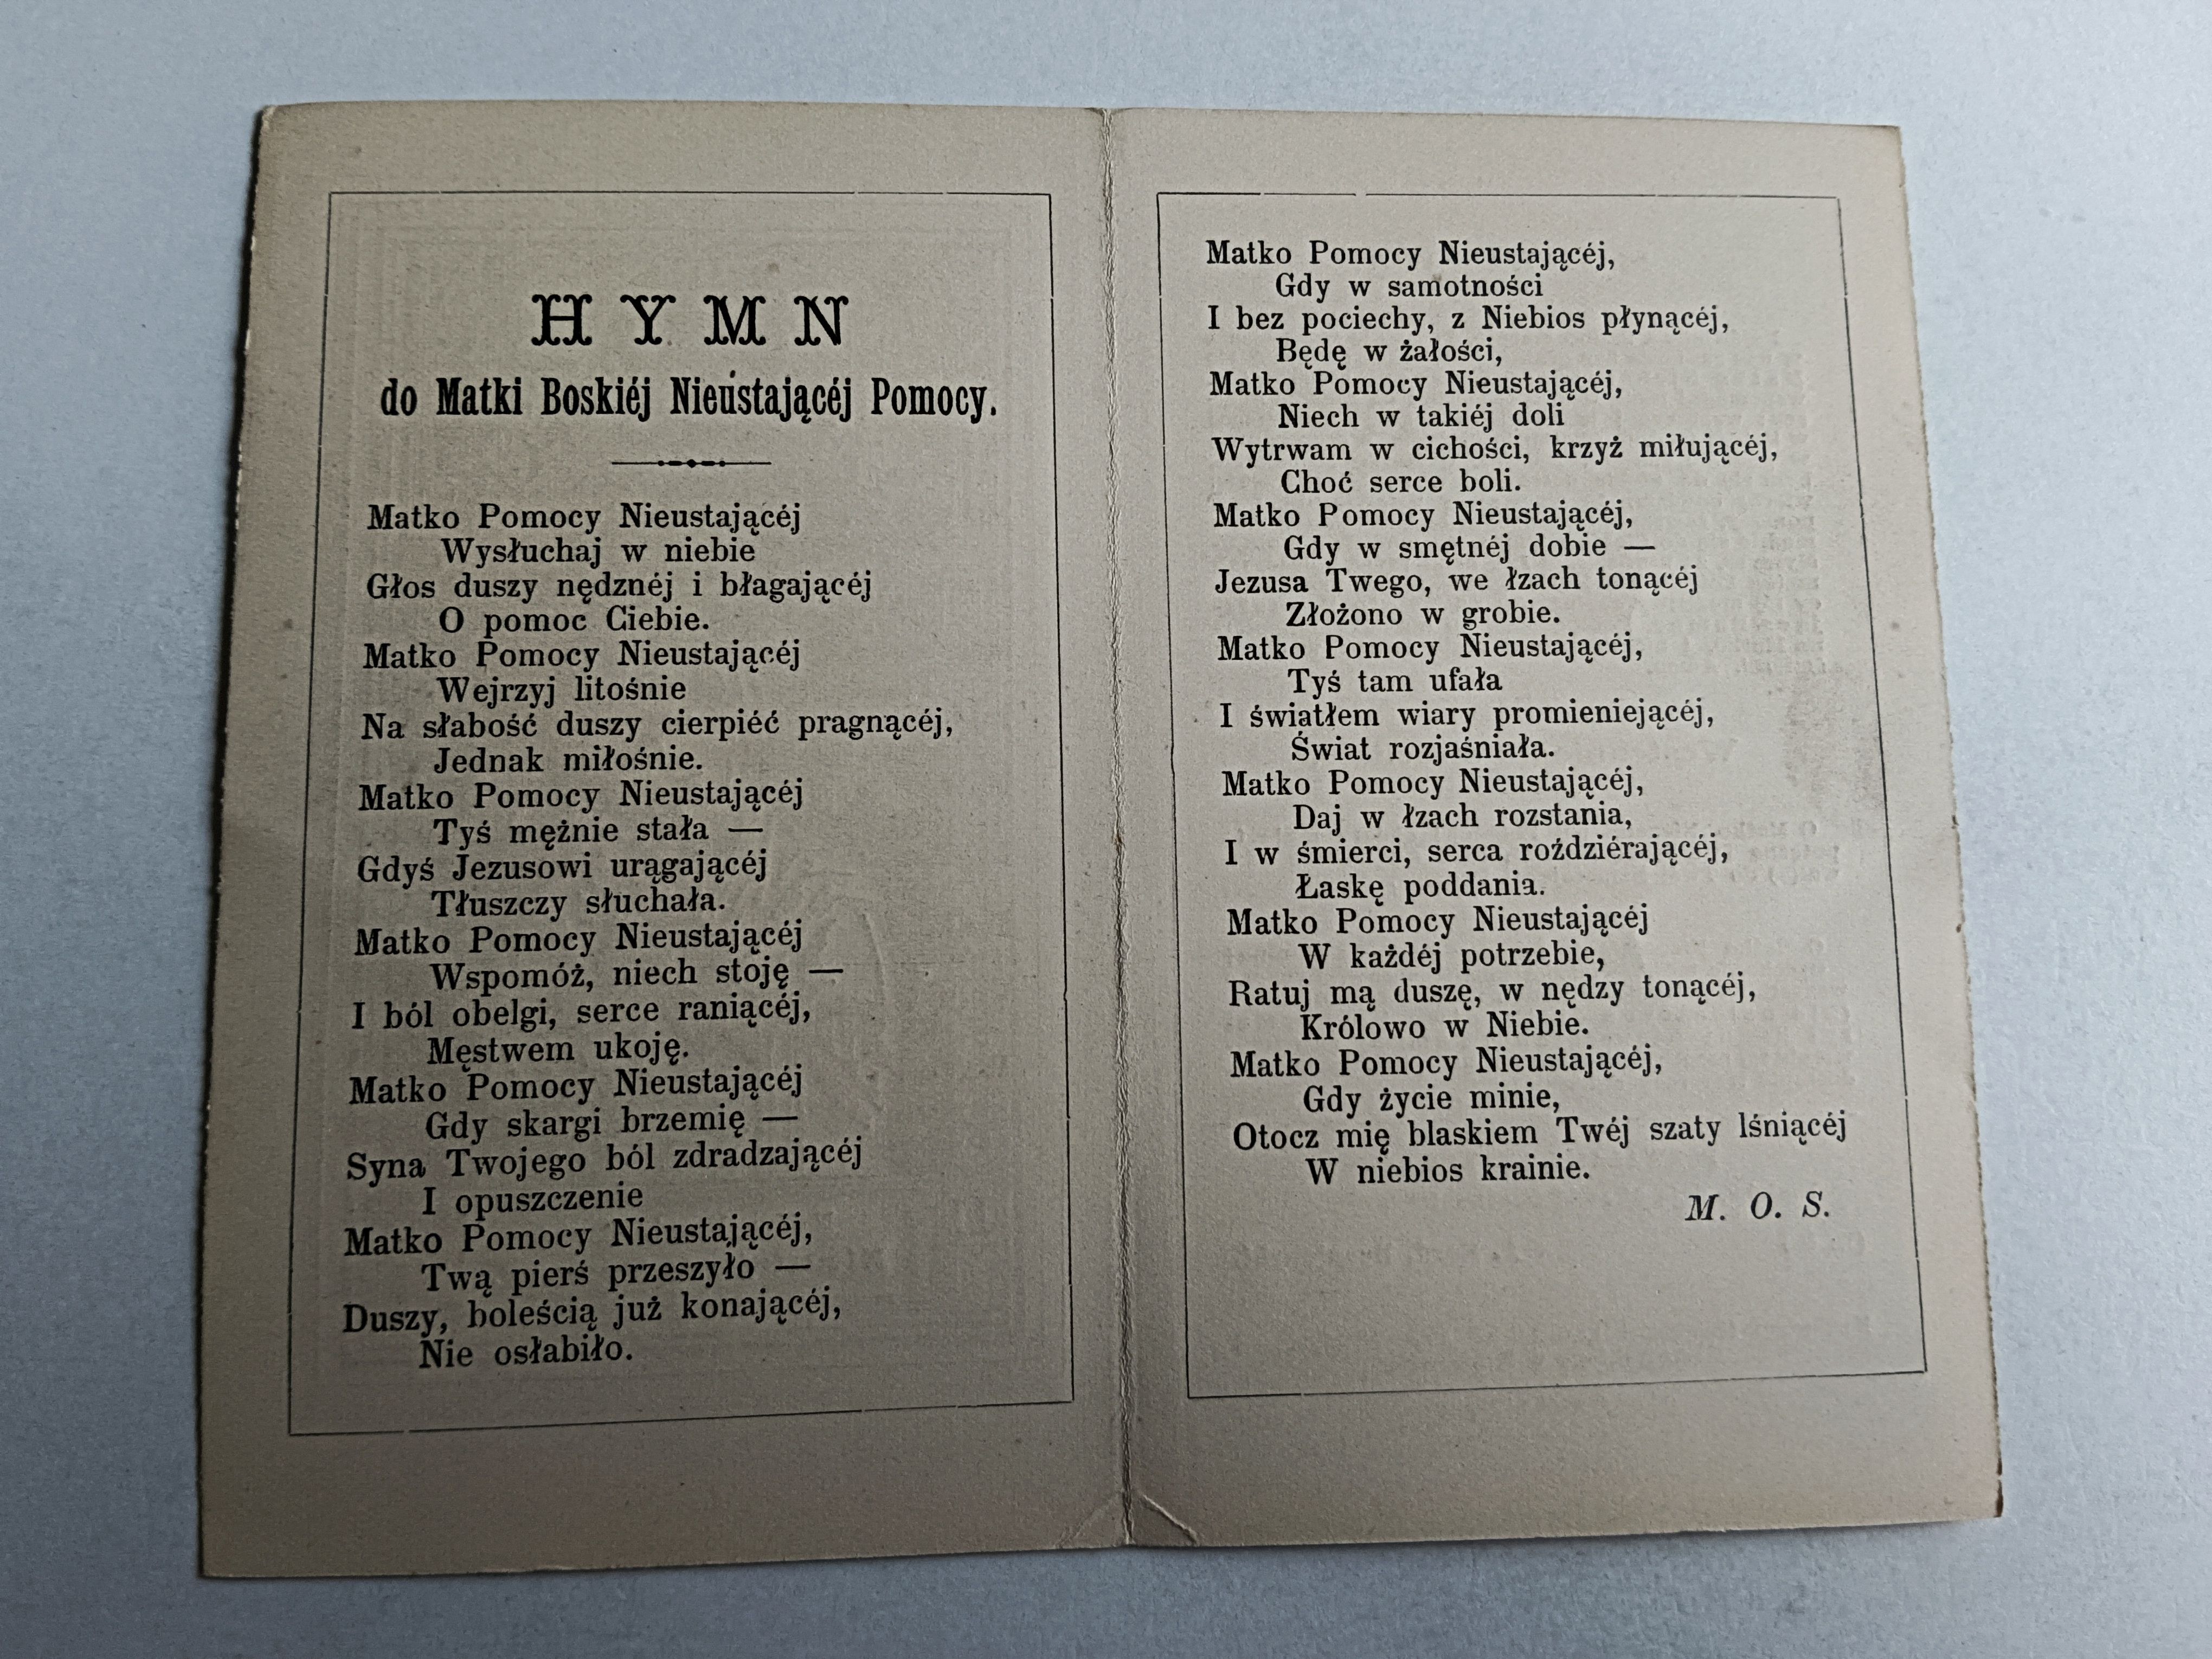 HYMN
do Matki Boskiéj Nieustającéj Pomocy.
Matko Pomocy Nieustającéj
Wysłuchaj w niebie
Głos duszy nędznéj i błagającéj
O pomoc Ciebie.
Matko Pomocy Nieustającéj
Wejrzyj litośnie
Na słabość duszy cierpiéć pragnącéj,
Jednak miłośnie.
Matko Pomocy Nieustającéj
Tyś mężnie stała —
Gdyś Jezusowi urągającéj
Tłuszczy słuchała.
Matko Pomocy Nieustającéj
Wspomóż, niech stoję —
I ból obelgi, serce raniącéj,
Męstwem ukoję.
Matko Pomocy Nieustającéj
Gdy skargi brzemię —
Syna Twojego ból zdradzającéj
I opuszczenie
Matko Pomocy Nieustającéj,
Twą pierś przeszyło —
Duszy, boleścią już konającéj,
Nie osłabiło.
Matko Pomocy Nieustającéj,
Gdy w samotności
I bez pociechy, z Niebios płynącéj,
Będę w żałości,
Matko Pomocy Nieustającéj,
Niech w takiéj doli
Wytrwam w cichości, krzyż miłującéj,
Choć serce boli.
Matko Pomocy Nieustającéj,
Gdy w smętnéj dobie —
Jezusa Twego, we łzach tonącéj
Złożono w grobie.
Matko Pomocy Nieustającéj,
Tyś tam ufała
I światłem wiary promieniejącéj,
Świat rozjaśniała.
Matko Pomocy Nieustającéj,
Daj w łzach rozstania,
I w śmierci, serca roździérającéj,
Łaskę poddania.
Matko Pomocy Nieustającéj
W każdéj potrzebie,
Ratuj mą duszę, w nędzy tonącéj,
Królowo w Niebie.
Matko Pomocy Nieustającéj,
Gdy życie minie,
Otocz mię blaskiem Twéj szaty lśniącéj
W niebios krainie.
M. O. S.